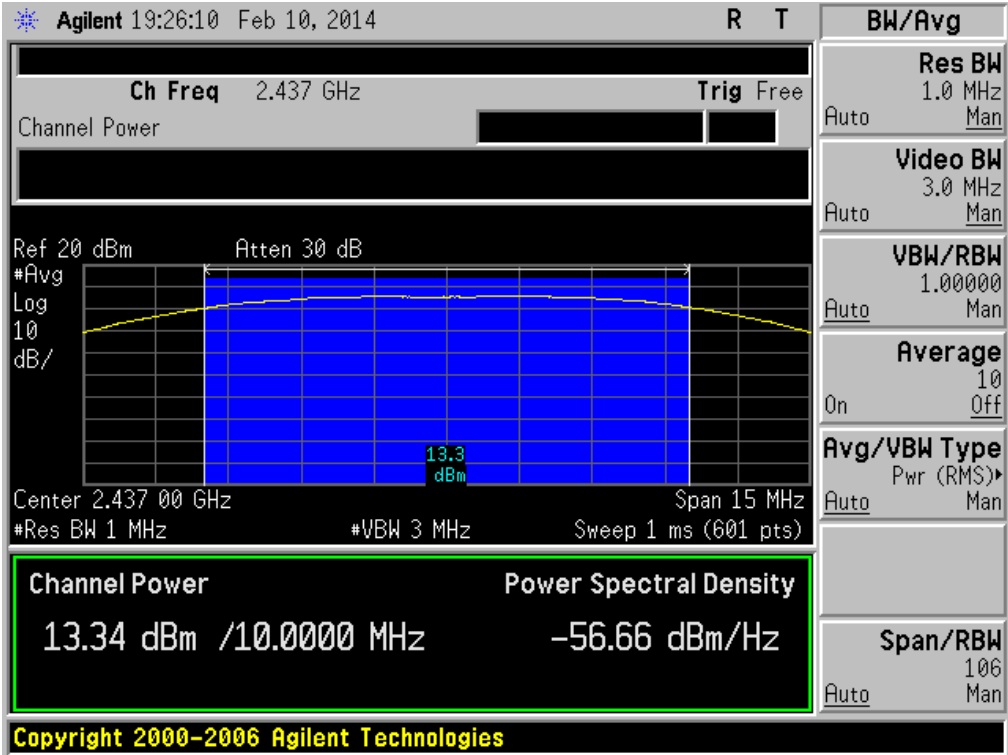 Agilent 19:26:10 Feb 10, 2014 R T
Ch Freq 2.437 GHz Trig Free
Channel Power
Ref 20 dBm Atten 30 dB
#Avg
Log
10
dB/
13.3
dBm
Center 2.437 00 GHz Span 15 MHz
#Res BW 1 MHz #VBW 3 MHz Sweep 1 ms (601 pts)
Channel Power Power Spectral Density
13.34 dBm /10.0000 MHz -56.66 dBm/Hz
Copyright 2000-2006 Agilent Technologies
BW/Avg
Res BW
1.0 MHz
Auto Man
Video BW
3.0 MHz
Auto Man
VBW/RBW
1.00000
Auto Man
Average
10
On Off
Avg/VBW Type
Pwr (RMS)
Auto Man
Span/RBW
106
Auto Man